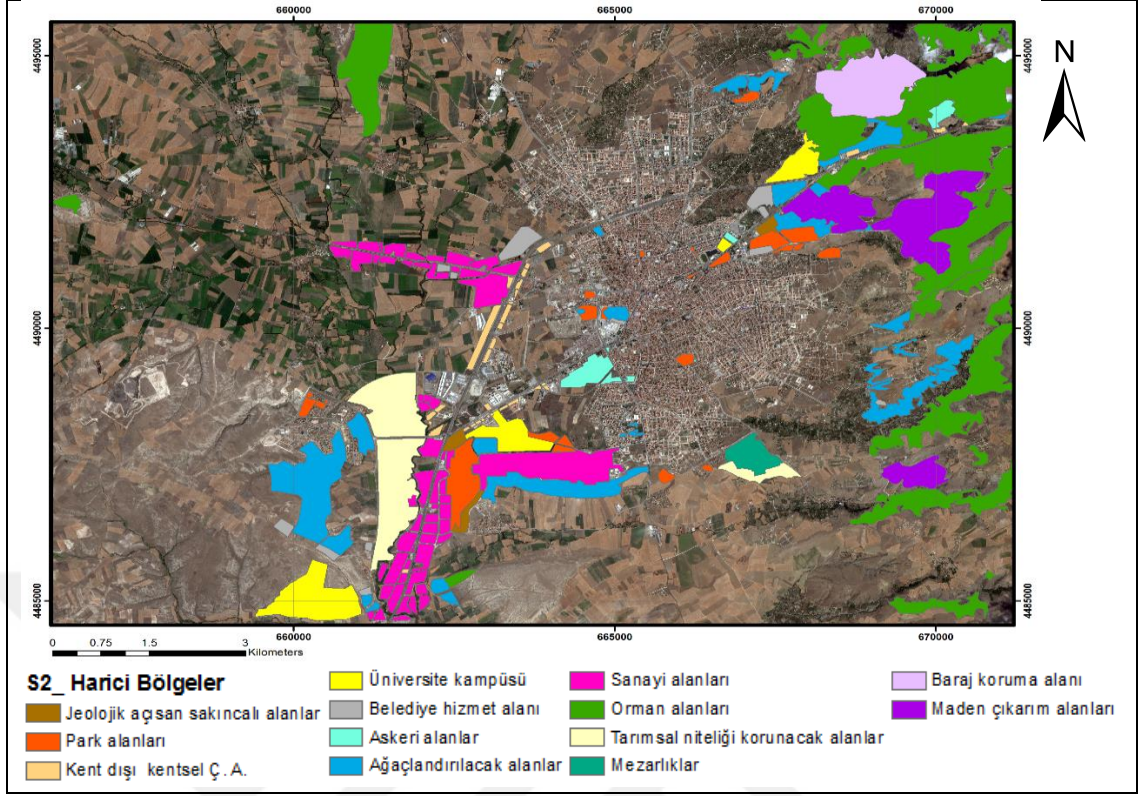 660000 665000 670000
4495000 4495000
N
4490000 4490000
4485000 4485000
660000 665000 670000
0 0.75 1.5 3
Kilometers
S2_ Harici Bölgeler
Jeolojik açısan sakıncalı alanlar
Park alanları
Kent dışı kentsel Ç.A.
Üniversite kampüsü
Belediye hizmet alanı
Askeri alanlar
Ağaçlandırılacak alanlar
Sanayi alanları
Orman alanları
Tarımsal niteliği korunacak alanlar
Mezarlıklar
Baraj koruma alanı
Maden çıkarım alanları